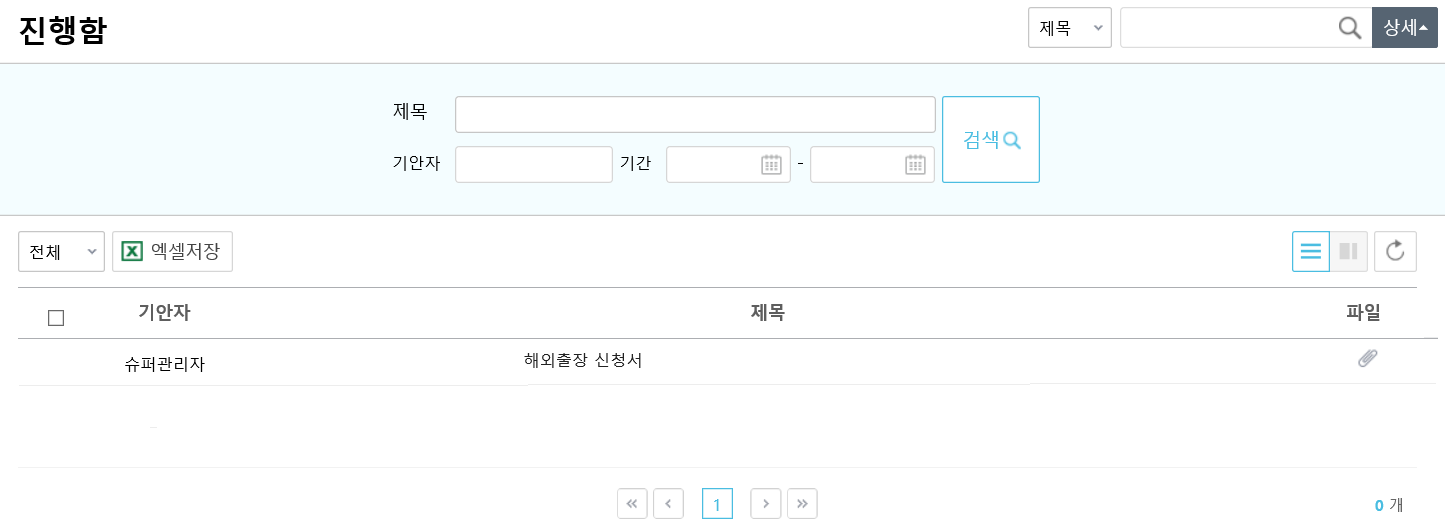 진행함
제목
상세
제목
검색
기안자
기간
-
전체
엑셀저장
기안자
제목
파일
슈퍼관리자
해외출장 신청서
1
0 개